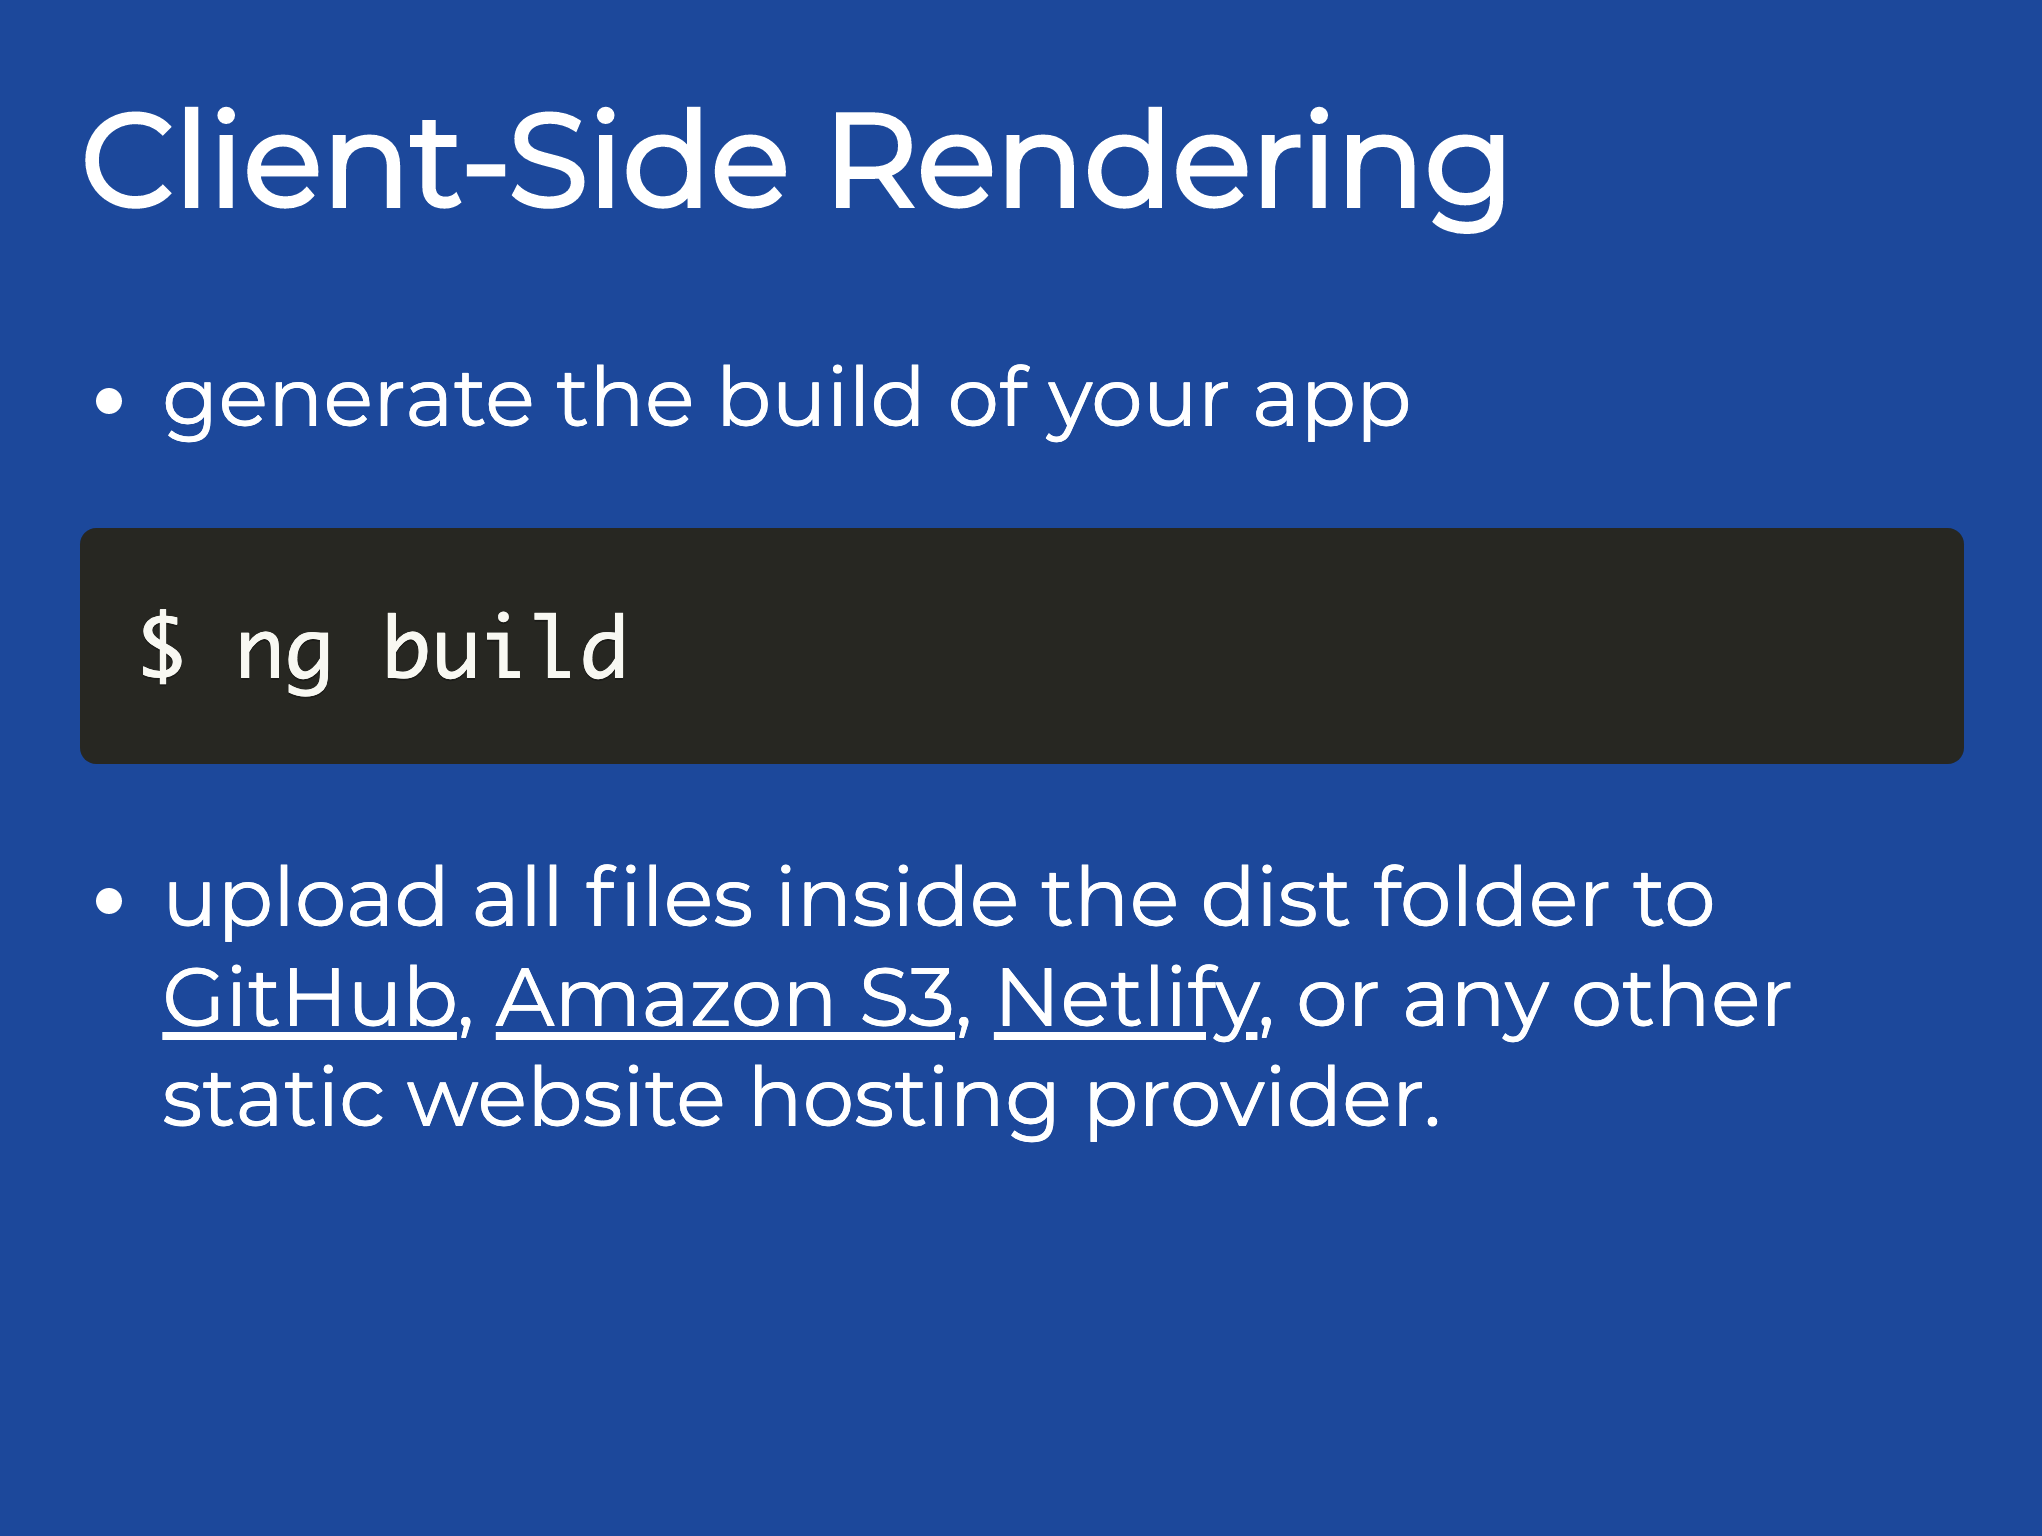 Client-Side Rendering
• generate the build of your app
$ ng build
• upload all files inside the dist folder to
GitHub, Amazon S3, Netlify, or any other
static website hosting provider.